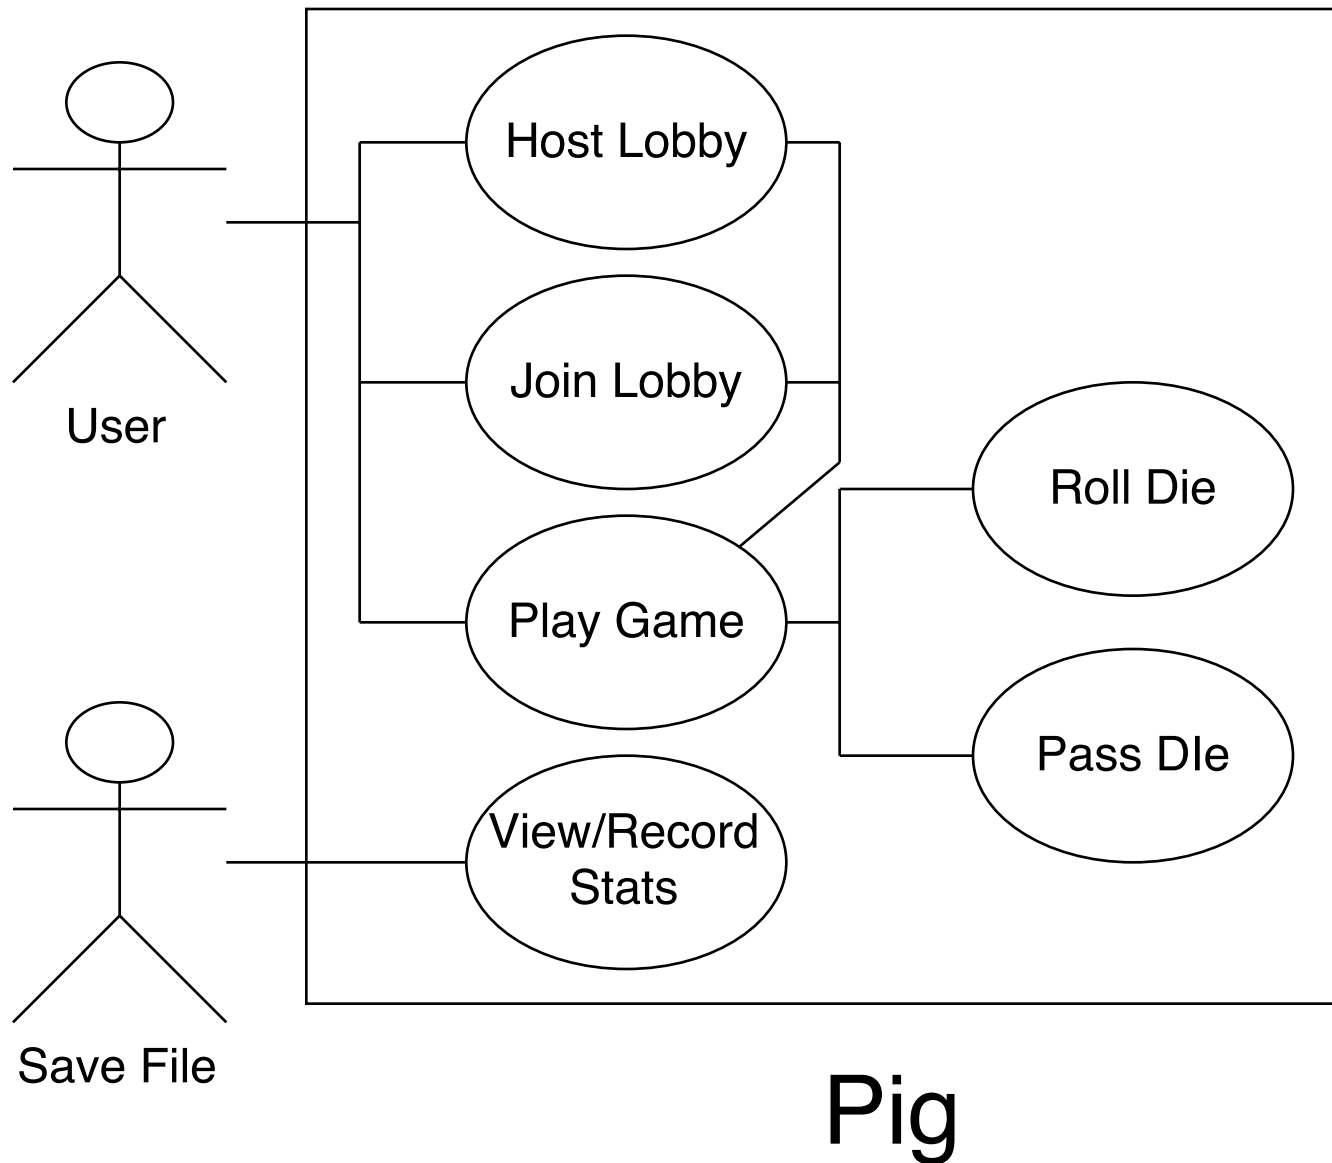 Host Lobby
Join Lobby
User
Roll Die
Play Game
Pass DIe
View/Record
Stats
Save File
Pig